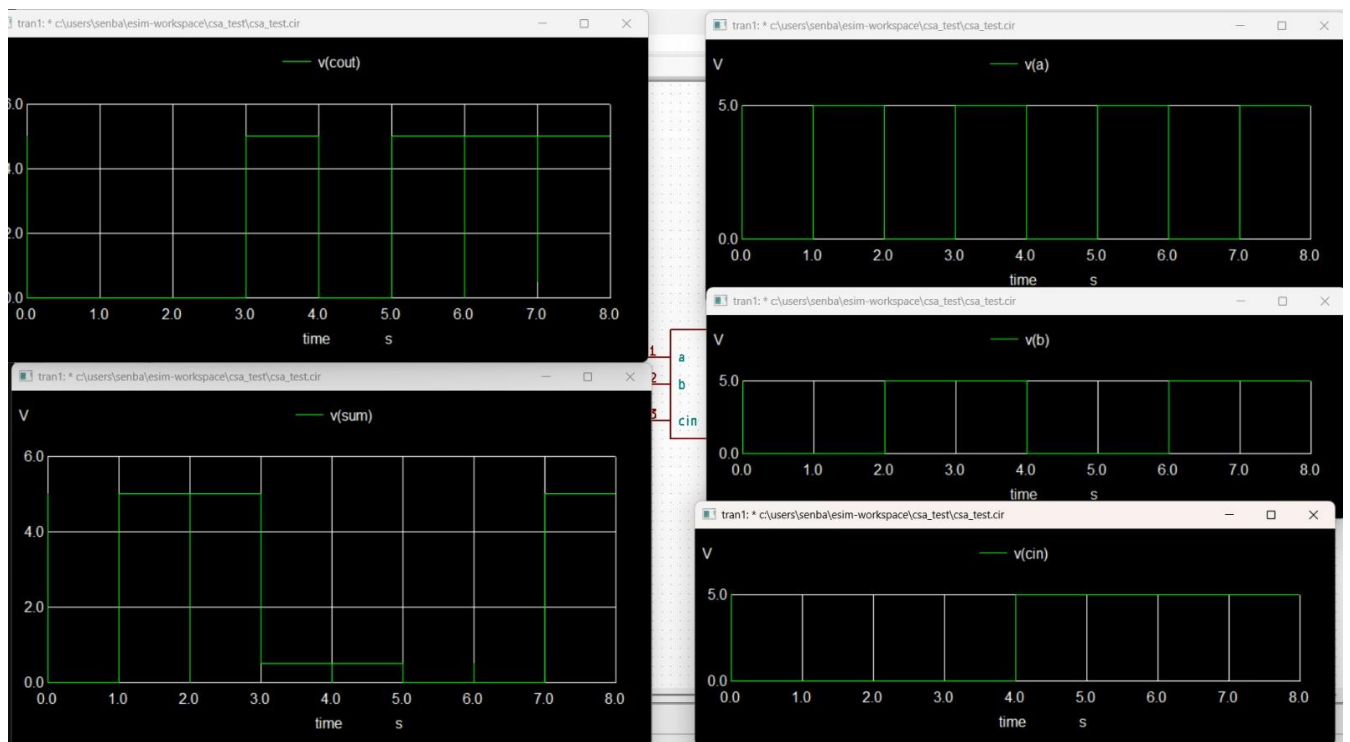 tran1: * c:\users\senba\esim-workspace\csa_test\csa_test.cir
v(cout)
6.0
4.0
2.0
0.0
0.0 1.0 2.0 3.0 4.0 5.0 6.0 7.0 8.0
time s
tran1: * c:\users\senba\esim-workspace\csa_test\csa_test.cir
V
v(sum)
6.0
4.0
2.0
0.0
0.0 1.0 2.0 3.0 4.0 5.0 6.0 7.0 8.0
time s
1 a
2 b
3 cin
tran1: * c:\users\senba\esim-workspace\csa_test\csa_test.cir
V
v(a)
5.0
0.0
0.0 1.0 2.0 3.0 4.0 5.0 6.0 7.0 8.0
time s
tran1: * c:\users\senba\esim-workspace\csa_test\csa_test.cir
V
v(b)
5.0
0.0
0.0 1.0 2.0 3.0 4.0 5.0 6.0 7.0 8.0
time s
tran1: * c:\users\senba\esim-workspace\csa_test\csa_test.cir
V
v(cin)
5.0
0.0
0.0 1.0 2.0 3.0 4.0 5.0 6.0 7.0 8.0
time s